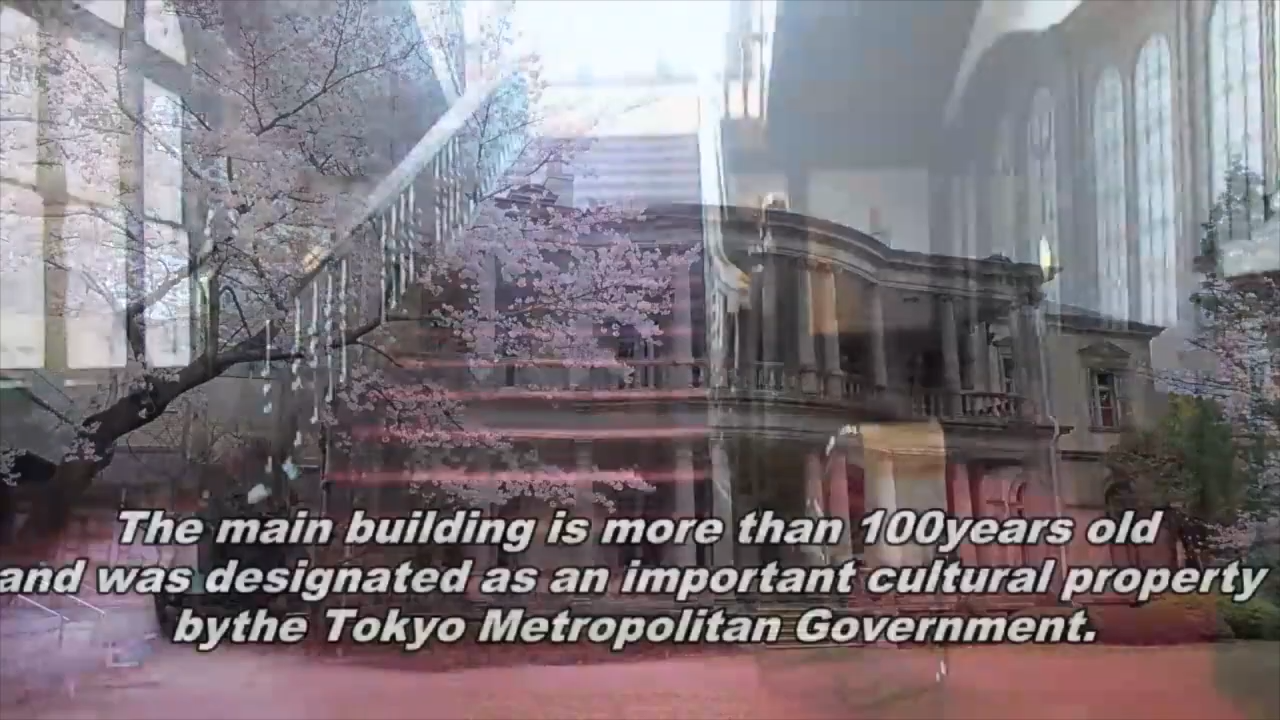 The main building is more than 100years old
and was designated as an important cultural property
bythe Tokyo Metropolitan Government.